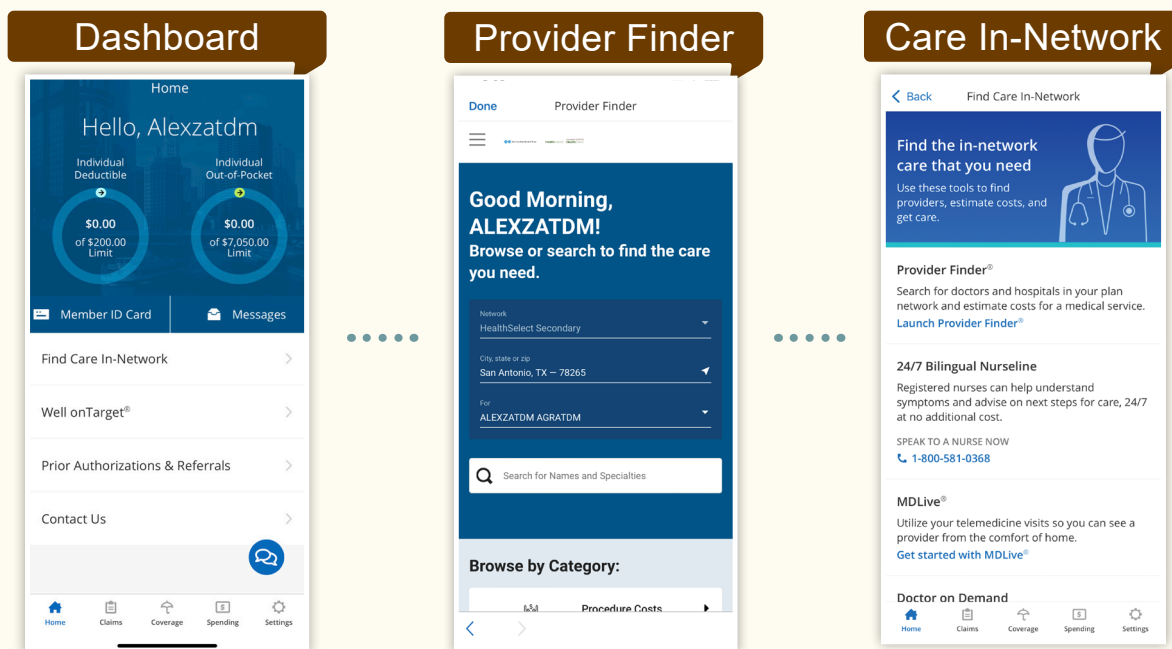 Dashboard
Home
Hello, Alexzatdm
Individual
Deductible
$0.00
of $200.00
Limit
Individual
Out-of-Pocket
$0.00
of $7,050.00
Limit
Member ID Card
Messages
Find Care In-Network
Well onTarget®
Prior Authorizations & Referrals
Contact Us
Home
Claims
Coverage
Spending
Settings
Provider Finder
Done
Provider Finder
Good Morning,
ALEXZATDM!
Browse or search to find the care
you need.
Network
HealthSelect Secondary
City, state or zip
San Antonio, TX — 78265
For
ALEXZATDM AGRATDM
Search for Names and Specialties
Browse by Category:
Procedure Costs
Care In-Network
Back
Find Care In-Network
Find the in-network
care that you need
Use these tools to find
providers, estimate costs, and
get care.
Provider Finder®
Search for doctors and hospitals in your plan
network and estimate costs for a medical service.
Launch Provider Finder®
24/7 Bilingual Nurseline
Registered nurses can help understand
symptoms and advise on next steps for care, 24/7
at no additional cost.
SPEAK TO A NURSE NOW
1-800-581-0368
MDLive®
Utilize your telemedicine visits so you can see a
provider from the comfort of home.
Get started with MDLive®
Doctor on Demand
Home
Claims
Coverage
Spending
Settings